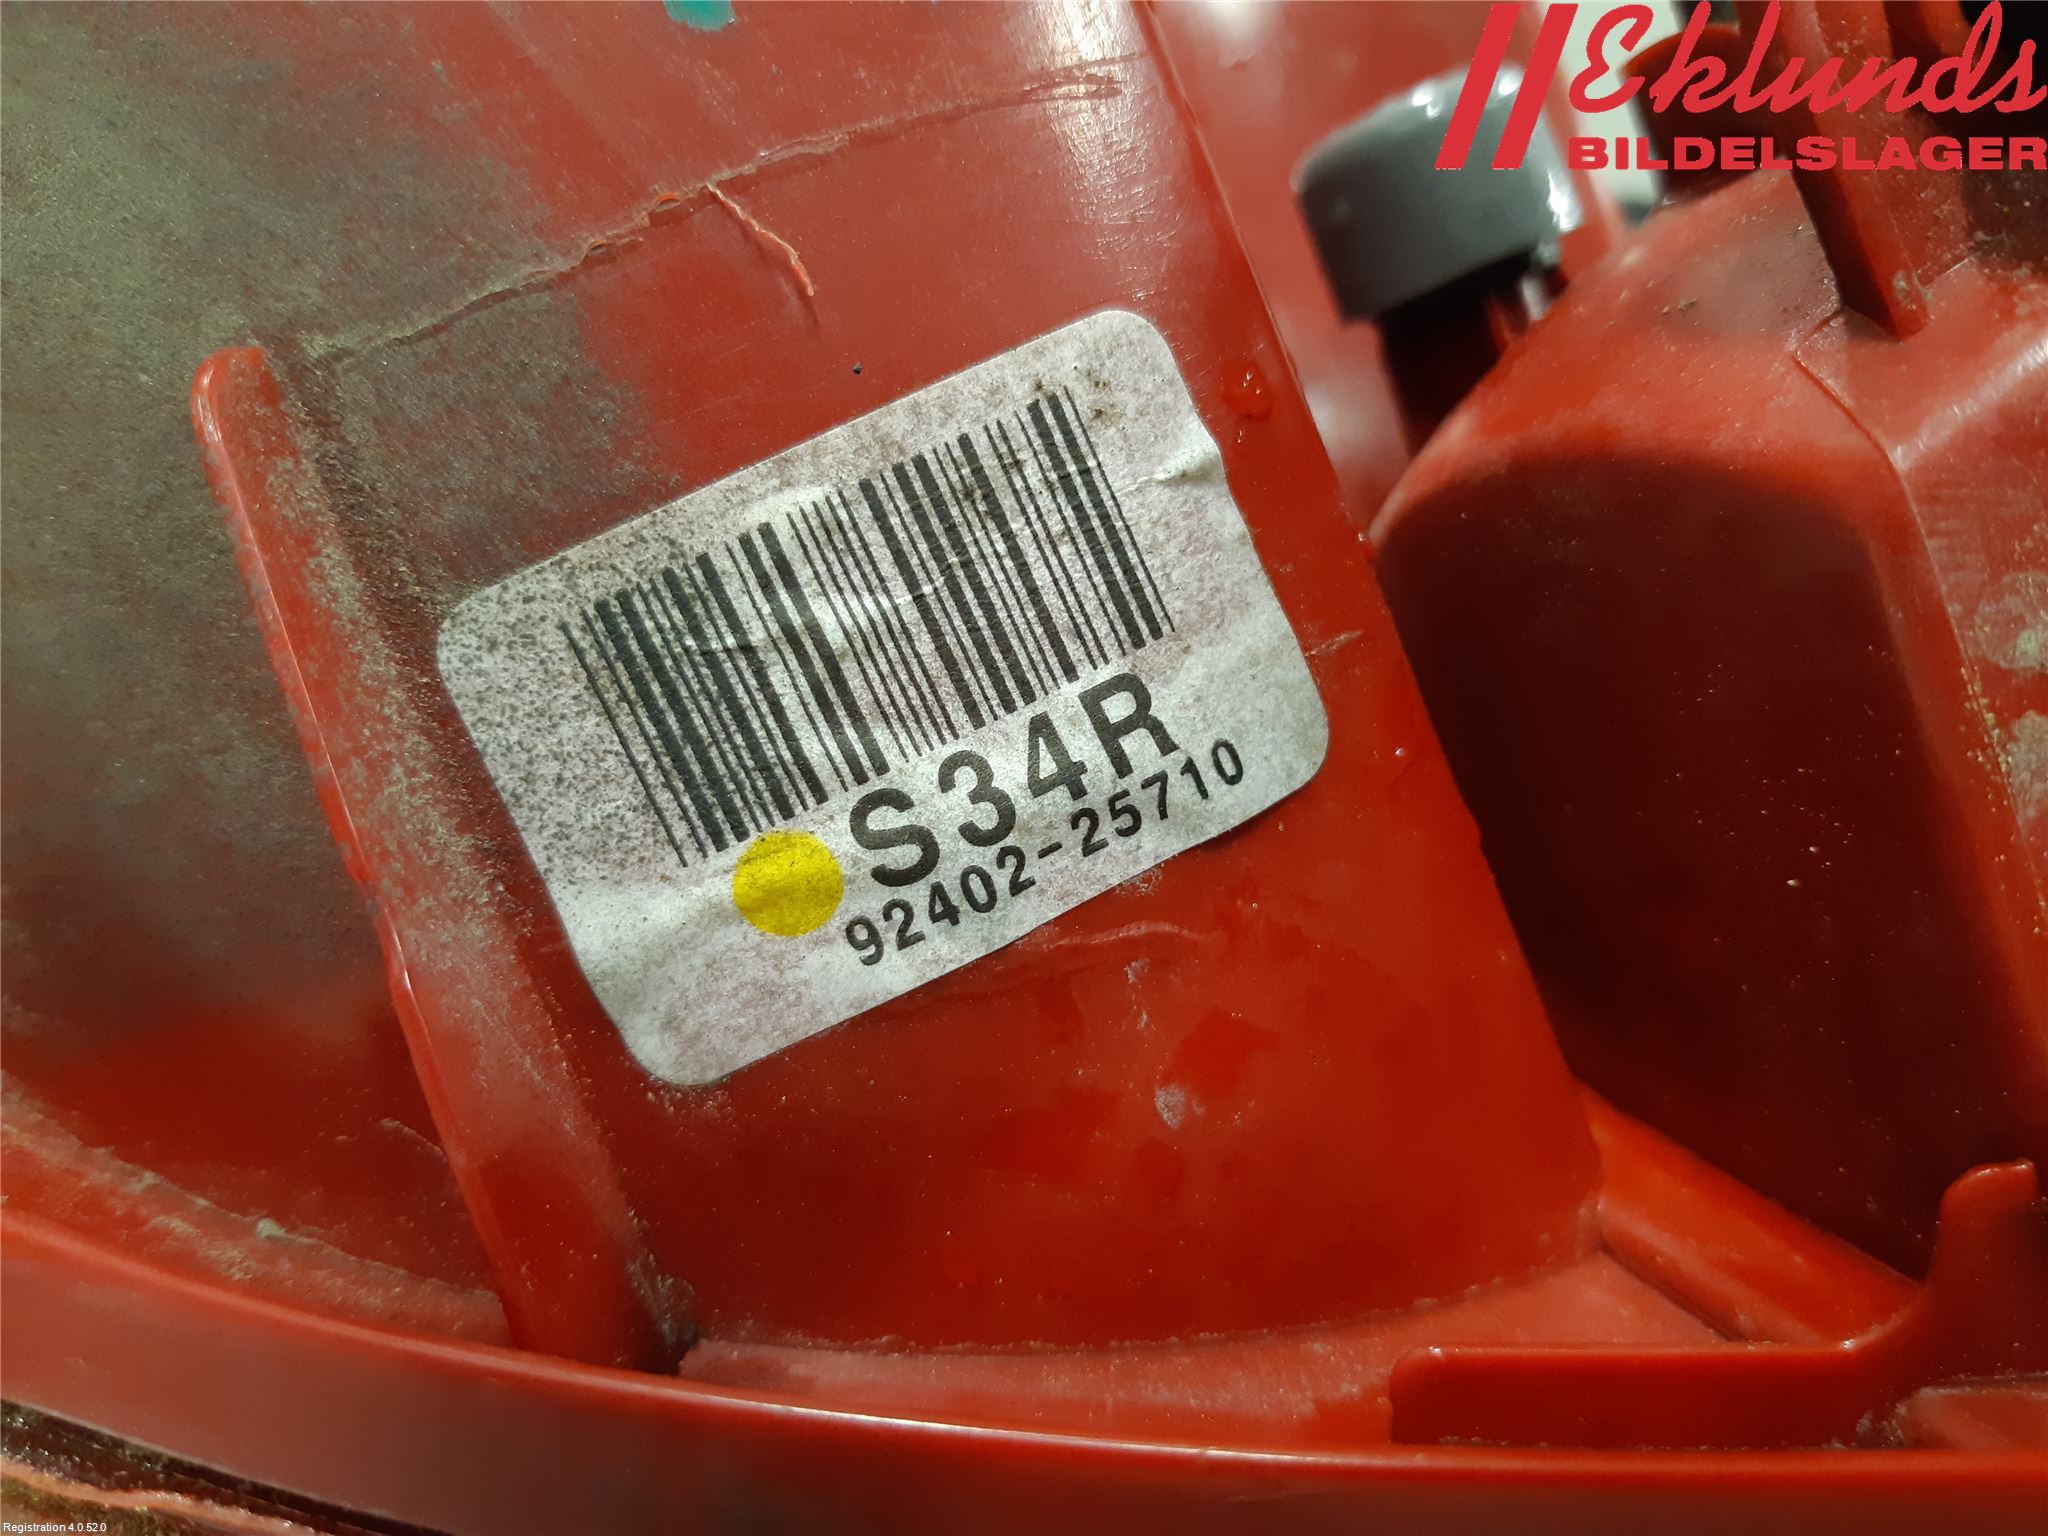 Eklunds
BILDELSLAGER
S34R
92402-25710
Registration 4.0.52.0